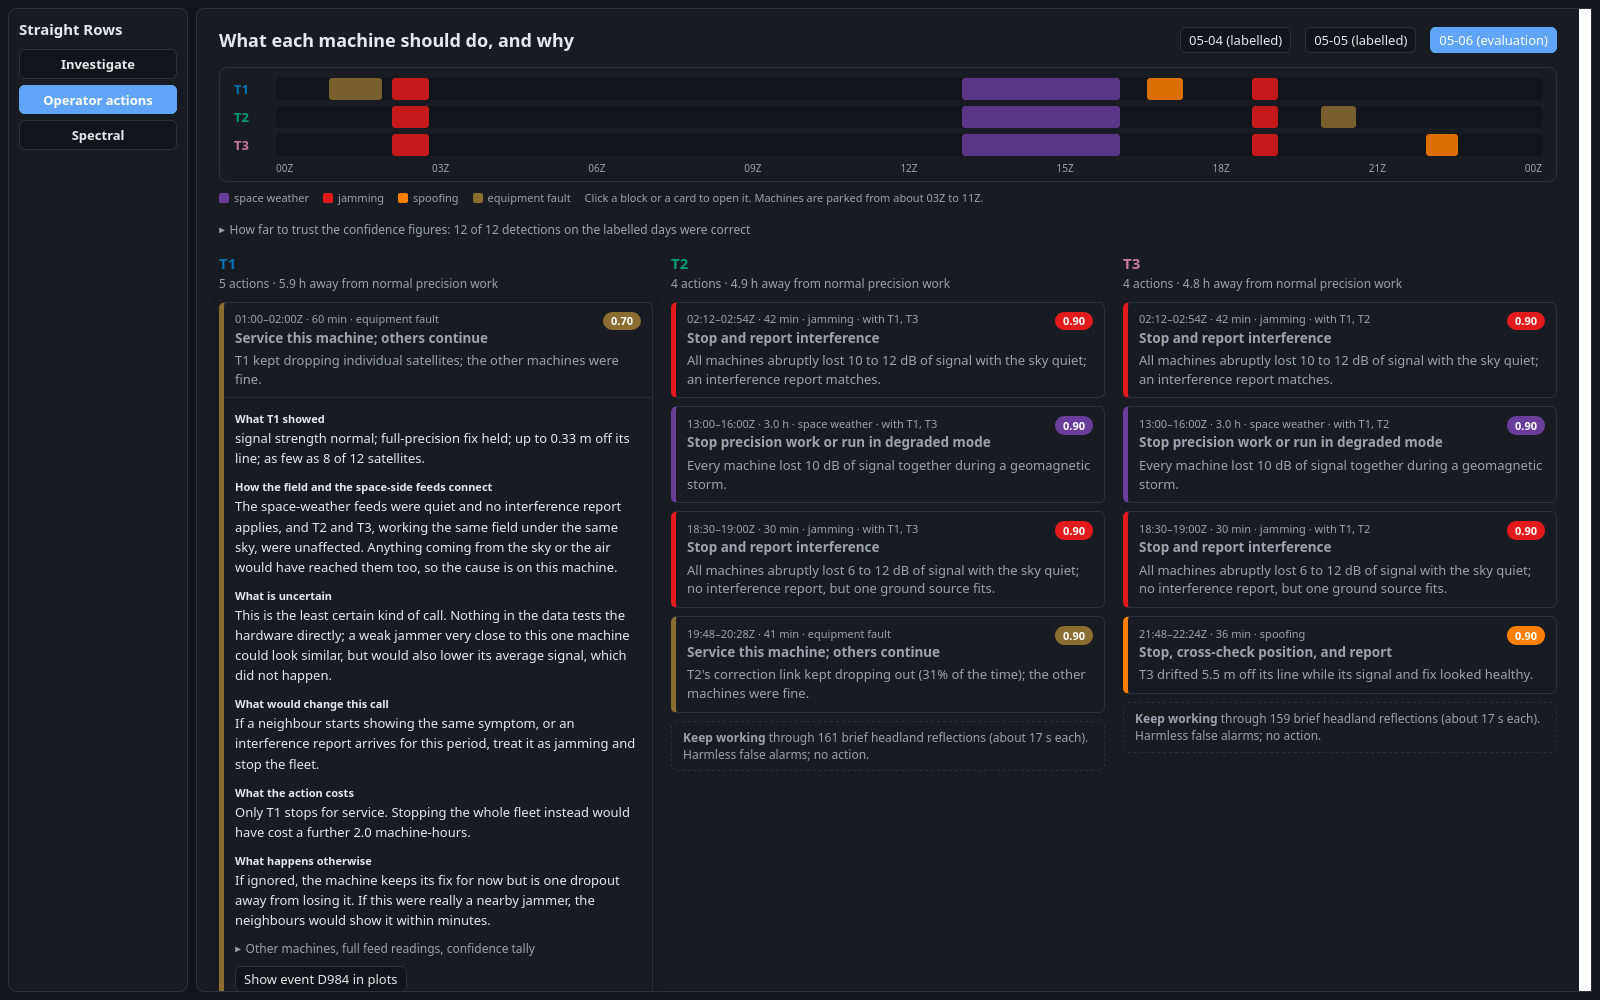 Straight Rows
Investigate
Operator actions
Spectral
What each machine should do, and why
05-04 (labelled)
05-05 (labelled)
05-06 (evaluation)
T1
T2
T3
00Z
03Z
06Z
09Z
12Z
15Z
18Z
21Z
00Z
space weather
jamming
spoofing
equipment fault
Click a block or a card to open it. Machines are parked from about 03Z to 11Z.
▸ How far to trust the confidence figures: 12 of 12 detections on the labelled days were correct
T1
5 actions · 5.9 h away from normal precision work
01:00–02:00Z · 60 min · equipment fault
0.70
Service this machine; others continue
T1 kept dropping individual satellites; the other machines were
fine.
What T1 showed
signal strength normal; full-precision fix held; up to 0.33 m off its
line; as few as 8 of 12 satellites.
How the field and the space-side feeds connect
The space-weather feeds were quiet and no interference report
applies, and T2 and T3, working the same field under the same
sky, were unaffected. Anything coming from the sky or the air
would have reached them too, so the cause is on this machine.
What is uncertain
This is the least certain kind of call. Nothing in the data tests the
hardware directly; a weak jammer very close to this one machine
could look similar, but would also lower its average signal, which
did not happen.
What would change this call
If a neighbour starts showing the same symptom, or an
interference report arrives for this period, treat it as jamming and
stop the fleet.
What the action costs
Only T1 stops for service. Stopping the whole fleet instead would
have cost a further 2.0 machine-hours.
What happens otherwise
If ignored, the machine keeps its fix for now but is one dropout
away from losing it. If this were really a nearby jammer, the
neighbours would show it within minutes.
▸ Other machines, full feed readings, confidence tally
Show event D984 in plots
T2
4 actions · 4.9 h away from normal precision work
02:12–02:54Z · 42 min · jamming · with T1, T3
0.90
Stop and report interference
All machines abruptly lost 10 to 12 dB of signal with the sky quiet;
an interference report matches.
13:00–16:00Z · 3.0 h · space weather · with T1, T3
0.90
Stop precision work or run in degraded mode
Every machine lost 10 dB of signal together during a geomagnetic
storm.
18:30–19:00Z · 30 min · jamming · with T1, T3
0.90
Stop and report interference
All machines abruptly lost 6 to 12 dB of signal with the sky quiet;
no interference report, but one ground source fits.
19:48–20:28Z · 41 min · equipment fault
0.90
Service this machine; others continue
T2's correction link kept dropping out (31% of the time); the other
machines were fine.
Keep working through 161 brief headland reflections (about 17 s each).
Harmless false alarms; no action.
T3
4 actions · 4.8 h away from normal precision work
02:12–02:54Z · 42 min · jamming · with T1, T2
0.90
Stop and report interference
All machines abruptly lost 10 to 12 dB of signal with the sky quiet;
an interference report matches.
13:00–16:00Z · 3.0 h · space weather · with T1, T2
0.90
Stop precision work or run in degraded mode
Every machine lost 10 dB of signal together during a geomagnetic
storm.
18:30–19:00Z · 30 min · jamming · with T1, T2
0.90
Stop and report interference
All machines abruptly lost 6 to 12 dB of signal with the sky quiet;
no interference report, but one ground source fits.
21:48–22:24Z · 36 min · spoofing
0.90
Stop, cross-check position, and report
T3 drifted 5.5 m off its line while its signal and fix looked healthy.
Keep working through 159 brief headland reflections (about 17 s each).
Harmless false alarms; no action.